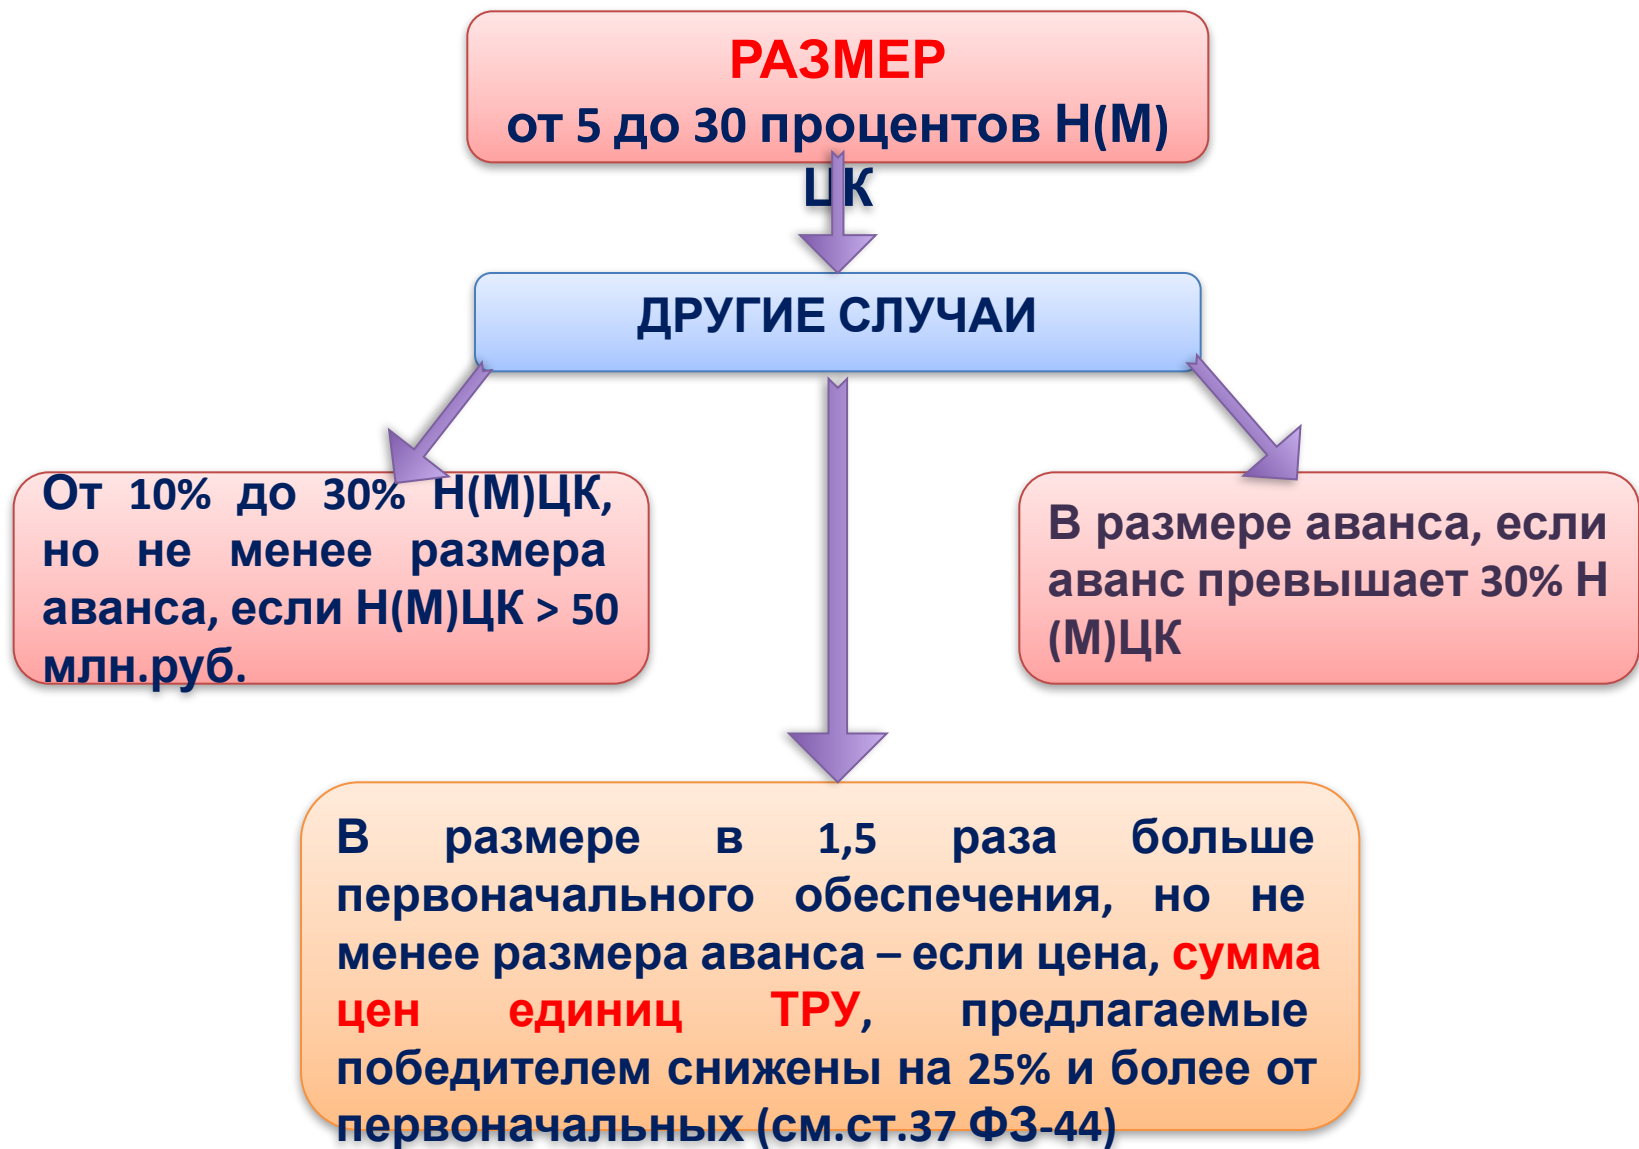 РАЗМЕР
от 5 до 30 процентов Н(М)
ЦК
ДРУГИЕ СЛУЧАИ
От 10% до 30% Н(М)ЦК,
но не менее размера
аванса, если Н(М)ЦК > 50
млн.руб.
В размере аванса, если
аванс превышает 30% Н
(М)ЦК
В размере в 1,5 раза больше
первоначального обеспечения, но не
менее размера аванса – если цена, сумма
цен единиц ТРУ, предлагаемые
победителем снижены на 25% и более от
первоначальных (см.ст.37 ФЗ-44)